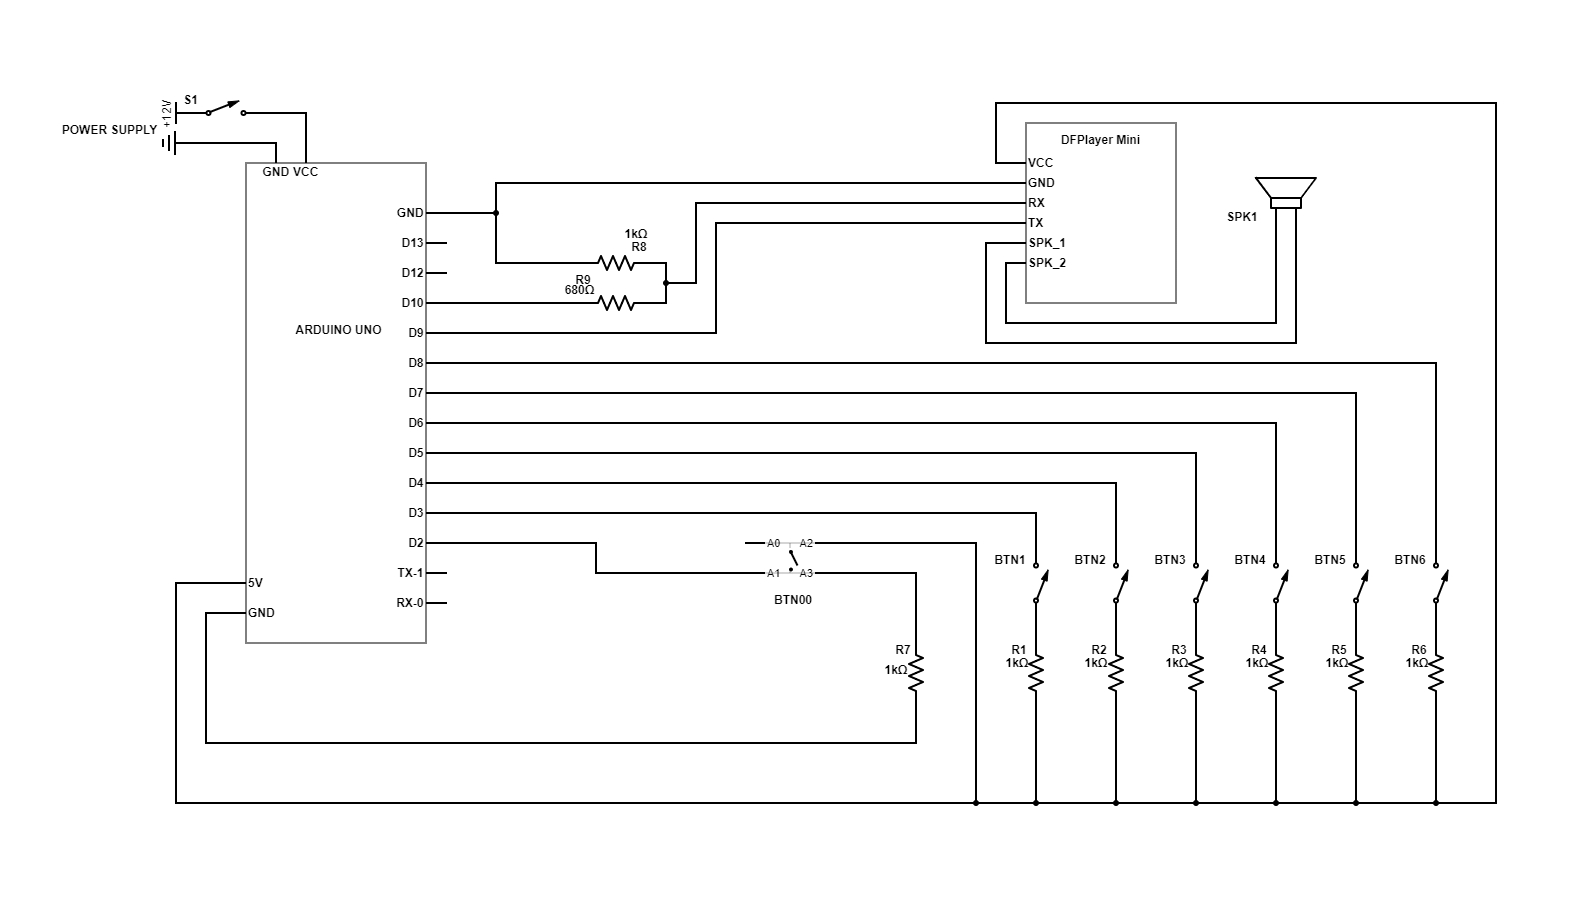 S1
+12V
POWER SUPPLY
GND VCC
ARDUINO UNO
GND
D13
D12
D10
D9
D8
D7
D6
D5
D4
D3
D2
TX-1
RX-0
5V
GND
1kΩ
R8
R9
680Ω
DFPlayer Mini
VCC
GND
RX
TX
SPK_1
SPK_2
SPK1
A0
A2
A1
A3
BTN00
R7
1kΩ
BTN1
BTN2
BTN3
BTN4
BTN5
BTN6
R1
1kΩ
R2
1kΩ
R3
1kΩ
R4
1kΩ
R5
1kΩ
R6
1kΩ